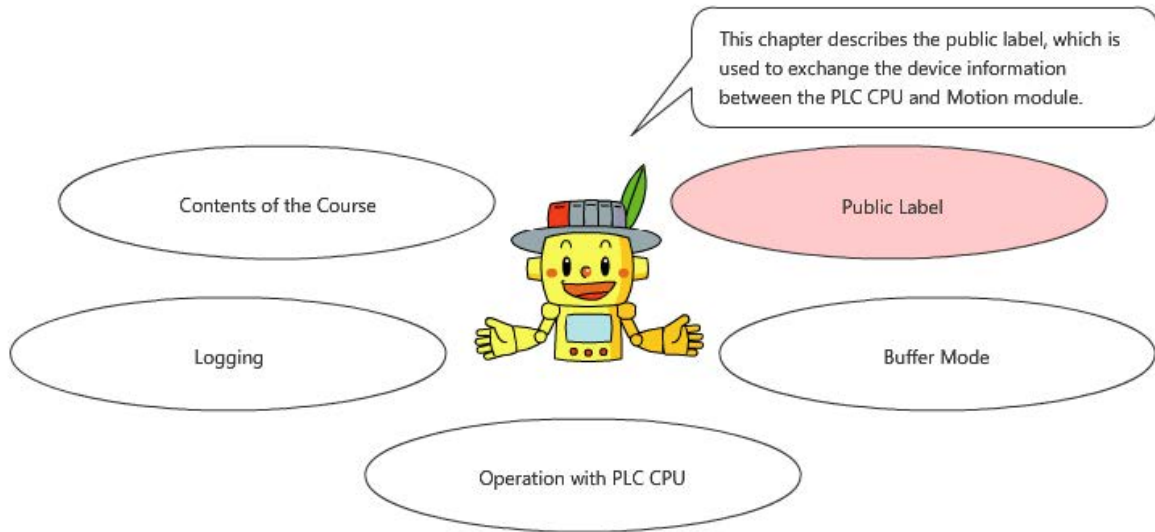 This chapter describes the public label, which is
used to exchange the device information
between the PLC CPU and Motion module.
Contents of the Course
Public Label
Logging
Buffer Mode
Operation with PLC CPU